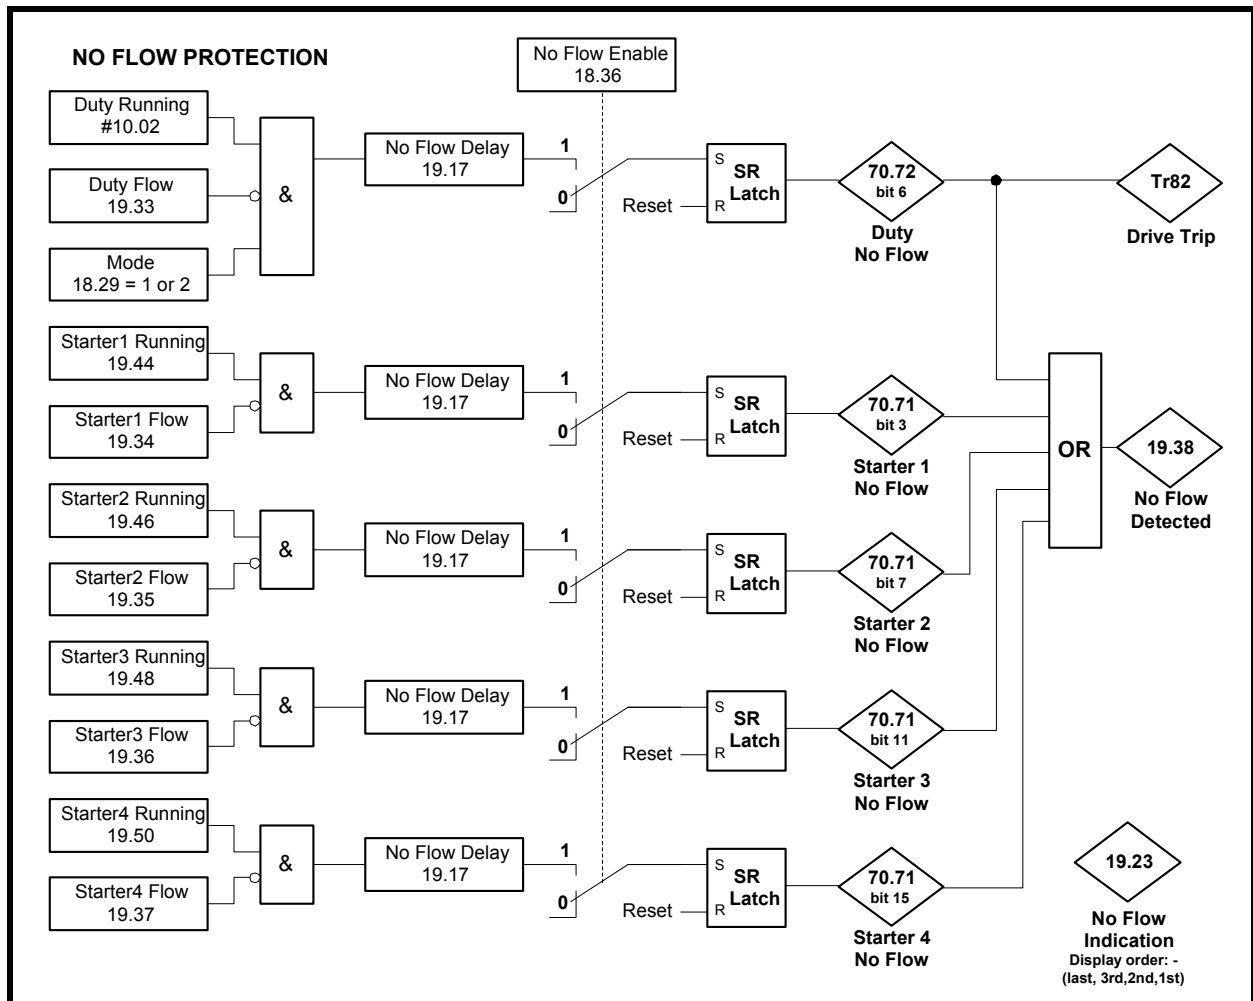 NO FLOW PROTECTION
No Flow Enable
18.36
Duty Running
#10.02
Duty Flow
19.33
Mode
18.29 = 1 or 2
&
No Flow Delay
19.17
1
0
Reset
S
R
SR
Latch
70.72
bit 6
Duty
No Flow
Tr82
Drive Trip
Starter1 Running
19.44
Starter1 Flow
19.34
&
No Flow Delay
19.17
1
0
Reset
S
R
SR
Latch
70.71
bit 3
Starter 1
No Flow
OR
19.38
No Flow
Detected
Starter2 Running
19.46
Starter2 Flow
19.35
&
No Flow Delay
19.17
1
0
Reset
S
R
SR
Latch
70.71
bit 7
Starter 2
No Flow
Starter3 Running
19.48
Starter3 Flow
19.36
&
No Flow Delay
19.17
1
0
Reset
S
R
SR
Latch
70.71
bit 11
Starter 3
No Flow
Starter4 Running
19.50
Starter4 Flow
19.37
&
No Flow Delay
19.17
1
0
Reset
S
R
SR
Latch
70.71
bit 15
Starter 4
No Flow
19.23
No Flow
Indication
Display order: -
(last, 3rd,2nd,1st)